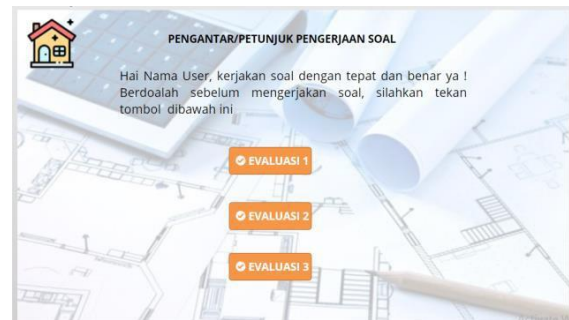 PENGANTAR/PETUNJUK PENGERJAAN SOAL
Hai Nama User, kerjakan soal dengan tepat dan benar ya !
Berdoalah sebelum mengerjakan soal, silahkan tekan
tombol dibawah ini
EVALUASI 1
EVALUASI 2
EVALUASI 3